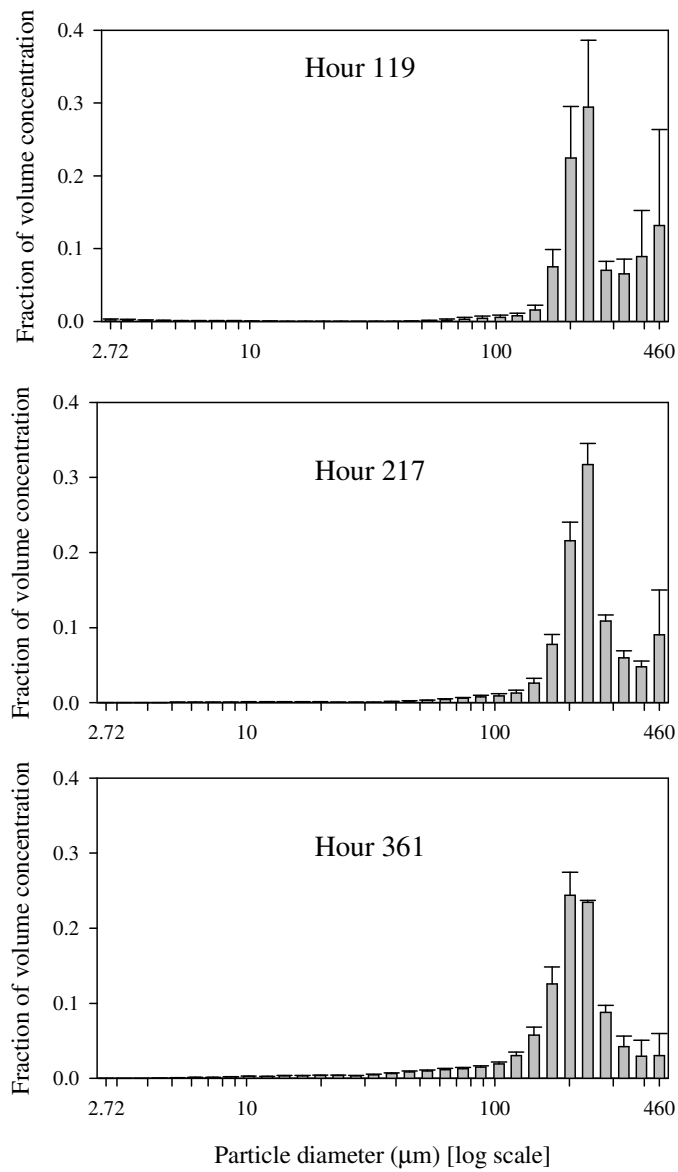 Fraction of volume concentration
0.4
0.3
0.2
0.1
0.0
Hour 119
2.72 10 100 460
Fraction of volume concentration
0.4
0.3
0.2
0.1
0.0
Hour 217
2.72 10 100 460
Fraction of volume concentration
0.4
0.3
0.2
0.1
0.0
Hour 361
2.72 10 100 460
Particle diameter (μm) [log scale]